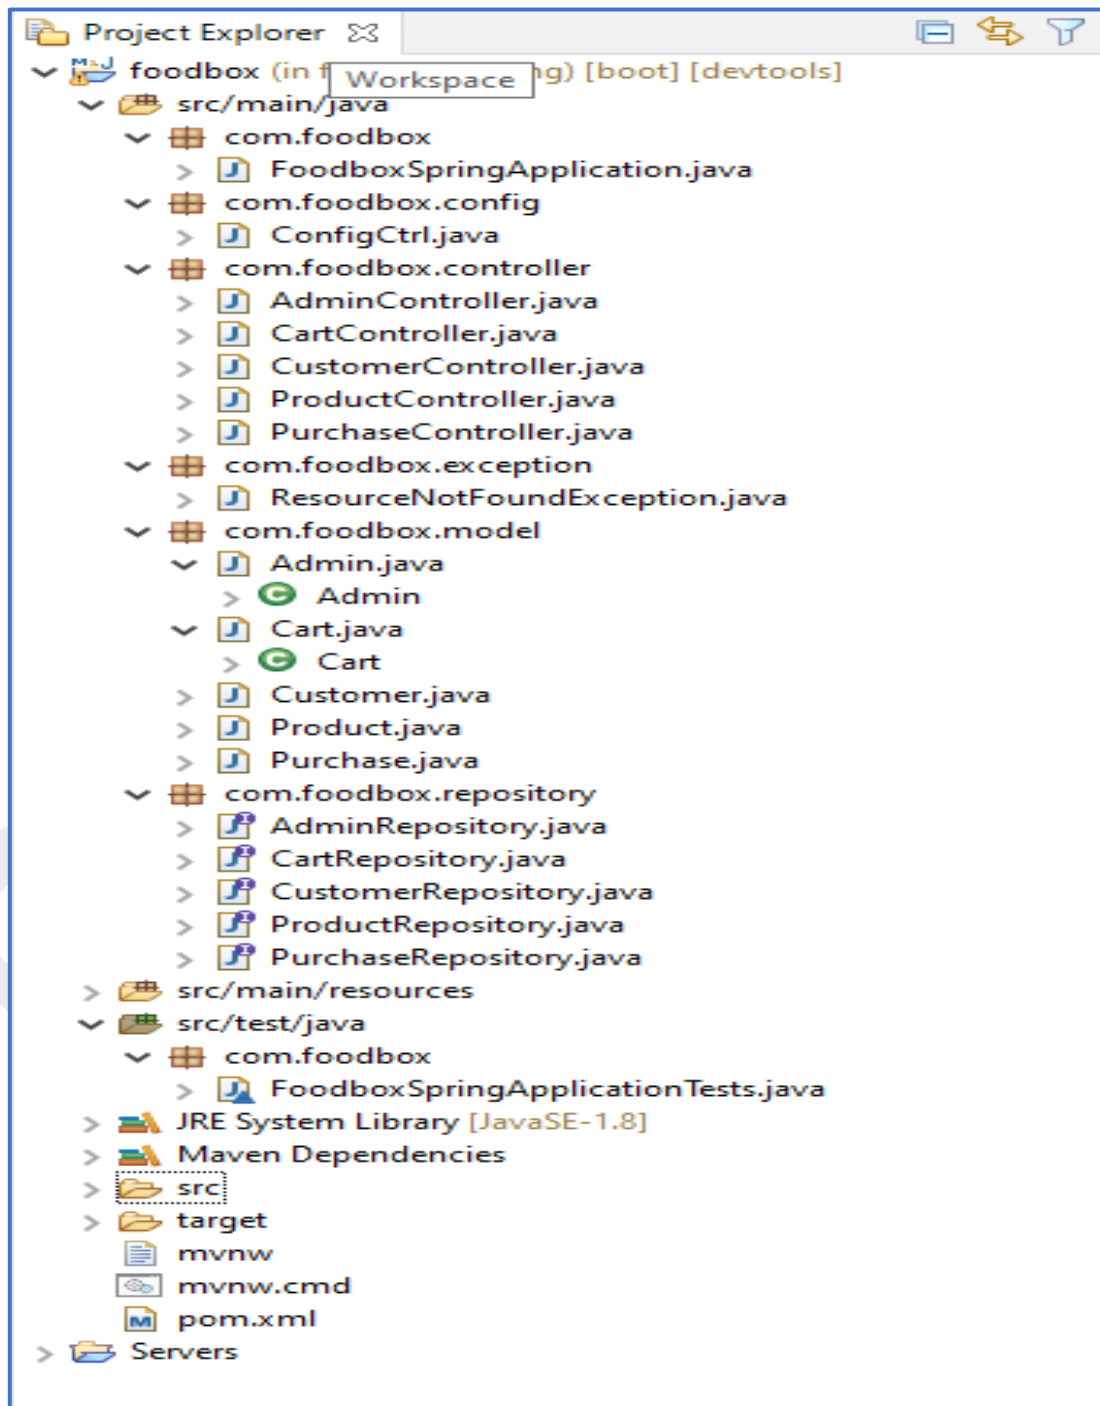 Project Explorer
foodbox (in f ng) [boot] [devtools]
Workspace
src/main/java
com.foodbox
FoodboxSpringApplication.java
com.foodbox.config
ConfigCtrl.java
com.foodbox.controller
AdminController.java
CartController.java
CustomerController.java
ProductController.java
PurchaseController.java
com.foodbox.exception
ResourceNotFoundException.java
com.foodbox.model
Admin.java
Admin
Cart.java
Cart
Customer.java
Product.java
Purchase.java
com.foodbox.repository
AdminRepository.java
CartRepository.java
CustomerRepository.java
ProductRepository.java
PurchaseRepository.java
src/main/resources
src/test/java
com.foodbox
FoodboxSpringApplicationTests.java
JRE System Library [JavaSE-1.8]
Maven Dependencies
src
target
mvnw
mvnw.cmd
pom.xml
Servers